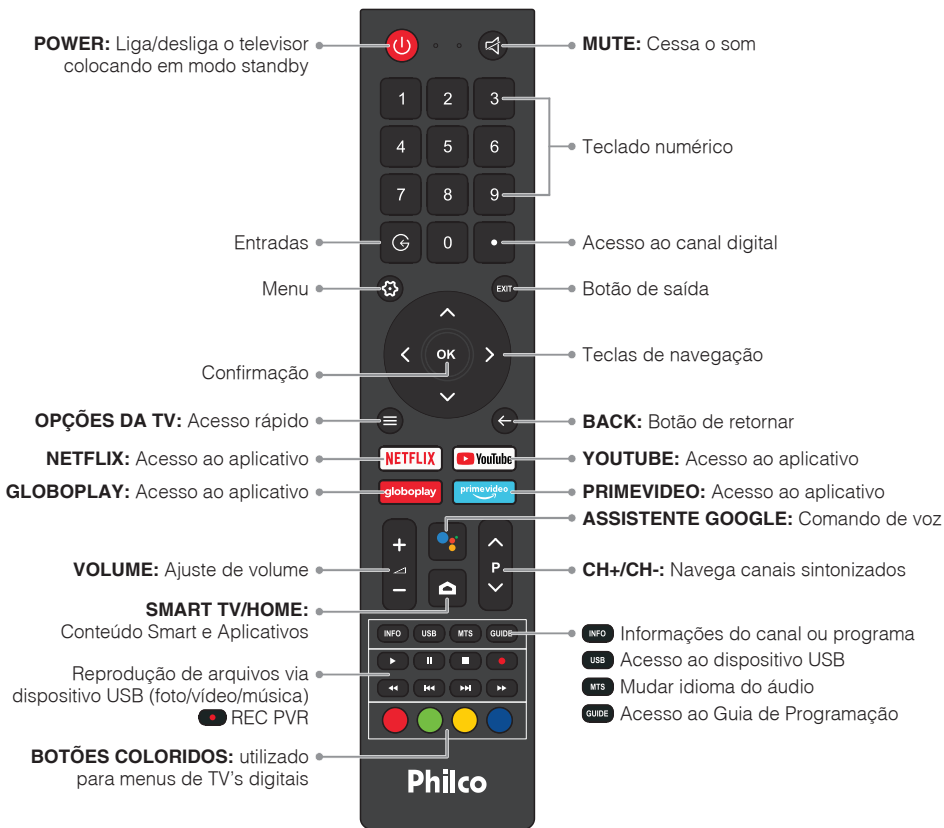 POWER: Liga/desliga o televisor
colocando em modo standby
MUTE: Cessa o som
1 2 3
4 5 6
7 8 9
0
Teclado numérico
Entradas
Acesso ao canal digital
Menu
EXIT
Botão de saída
OK
Teclas de navegação
Confirmação
OPÇÕES DA TV: Acesso rápido
BACK: Botão de retornar
NETFLIX: Acesso ao aplicativo
NETFLIX
YouTube
YOUTUBE: Acesso ao aplicativo
GLOBOPLAY: Acesso ao aplicativo
globoplay
prime video
PRIMEVIDEO: Acesso ao aplicativo
ASSISTENTE GOOGLE: Comando de voz
+
P
−
VOLUME: Ajuste de volume
CH+/CH-: Navega canais sintonizados
SMART TV/HOME:
Conteúdo Smart e Aplicativos
INFO USB MTS GUIDE
INFO Informações do canal ou programa
USB Acesso ao dispositivo USB
MTS Mudar idioma do áudio
GUIDE Acesso ao Guia de Programação
Reprodução de arquivos via
dispositivo USB (foto/vídeo/música)
REC PVR
BOTÕES COLORIDOS: utilizado
para menus de TV's digitais
Philco